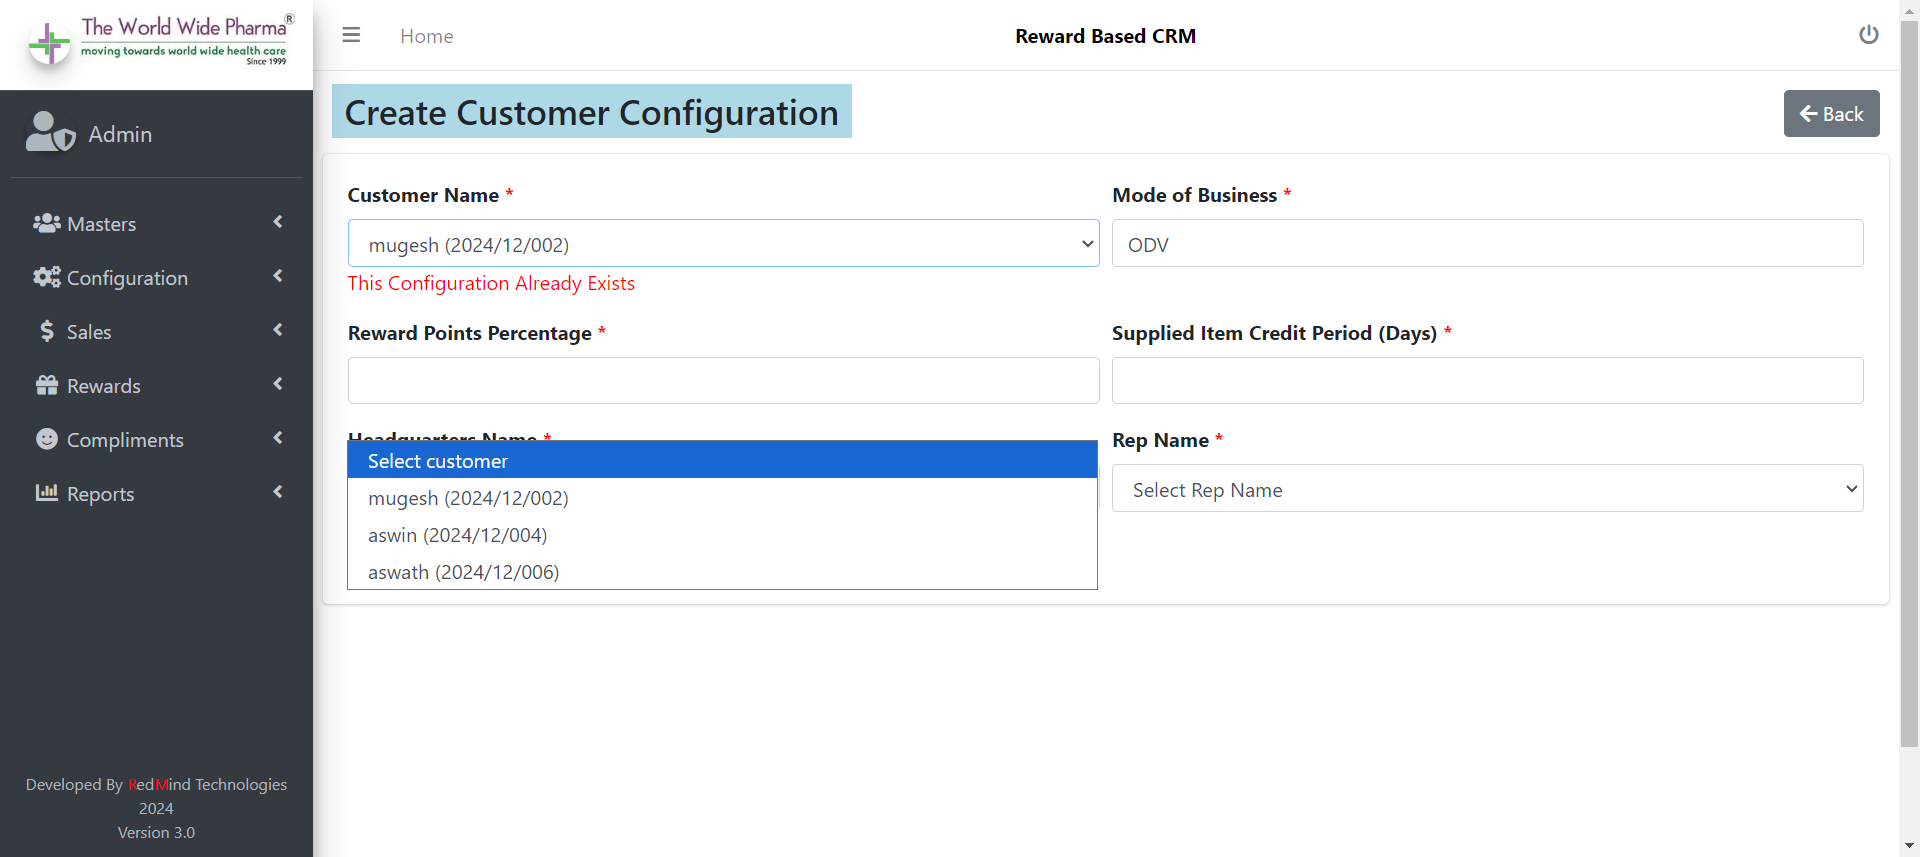 The World Wide Pharma®
moving towards world wide health care
Since 1999
Home
Reward Based CRM
Admin
Masters
Configuration
Sales
Rewards
Compliments
Reports
Developed By RedMind Technologies
2024
Version 3.0
Create Customer Configuration
Back
Customer Name *
mugesh (2024/12/002)
This Configuration Already Exists
Mode of Business *
ODV
Reward Points Percentage *
Supplied Item Credit Period (Days) *
Headquarters Name *
Select customer
mugesh (2024/12/002)
aswin (2024/12/004)
aswath (2024/12/006)
Rep Name *
Select Rep Name